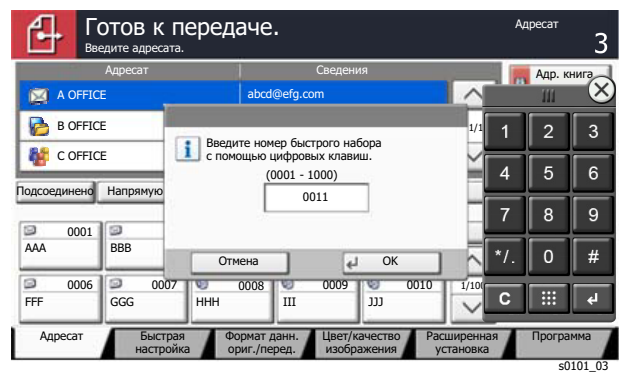 Готов к передаче.
Введите адресата.
Адресат
3
Адресат
Сведения
Адр. книга
A OFFICE
abcd@efg.com
B OFFICE
1/1
C OFFICE
Введите номер быстрого набора
с помощью цифровых клавиш.
(0001 - 1000)
0011
Отмена
OK
Подсоединено
Напрямую
0001
AAA
BBB
0006
FFF
0007
GGG
0008
HHH
0009
III
0010
JJJ
1/100
1 2 3
4 5 6
7 8 9
*/. 0 #
C
Адресат
Быстрая
настройка
Формат данн.
ориг./перед.
Цвет/качество
изображения
Расширенная
установка
Программа
s0101_03